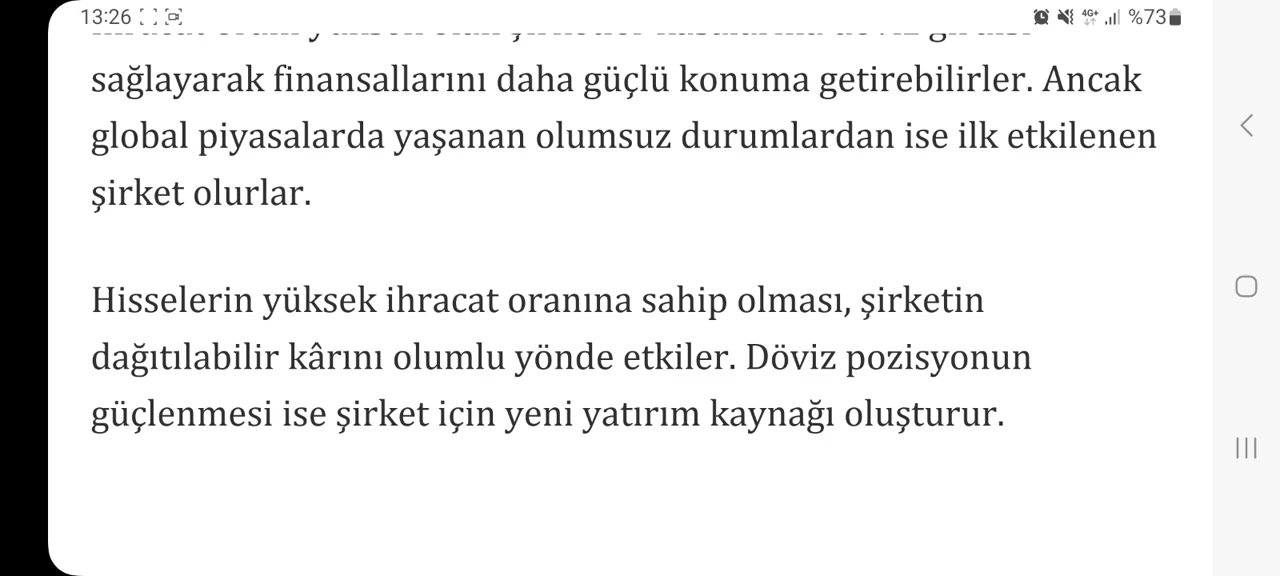 13:26 4G+ %73
sağlayarak finansallarını daha güçlü konuma getirebilirler. Ancak
global piyasalarda yaşanan olumsuz durumlardan ise ilk etkilenen
şirket olurlar.
Hisselerin yüksek ihracat oranına sahip olması, şirketin
dağıtılabilir kârını olumlu yönde etkiler. Döviz pozisyonun
güçlenmesi ise şirket için yeni yatırım kaynağı oluşturur.